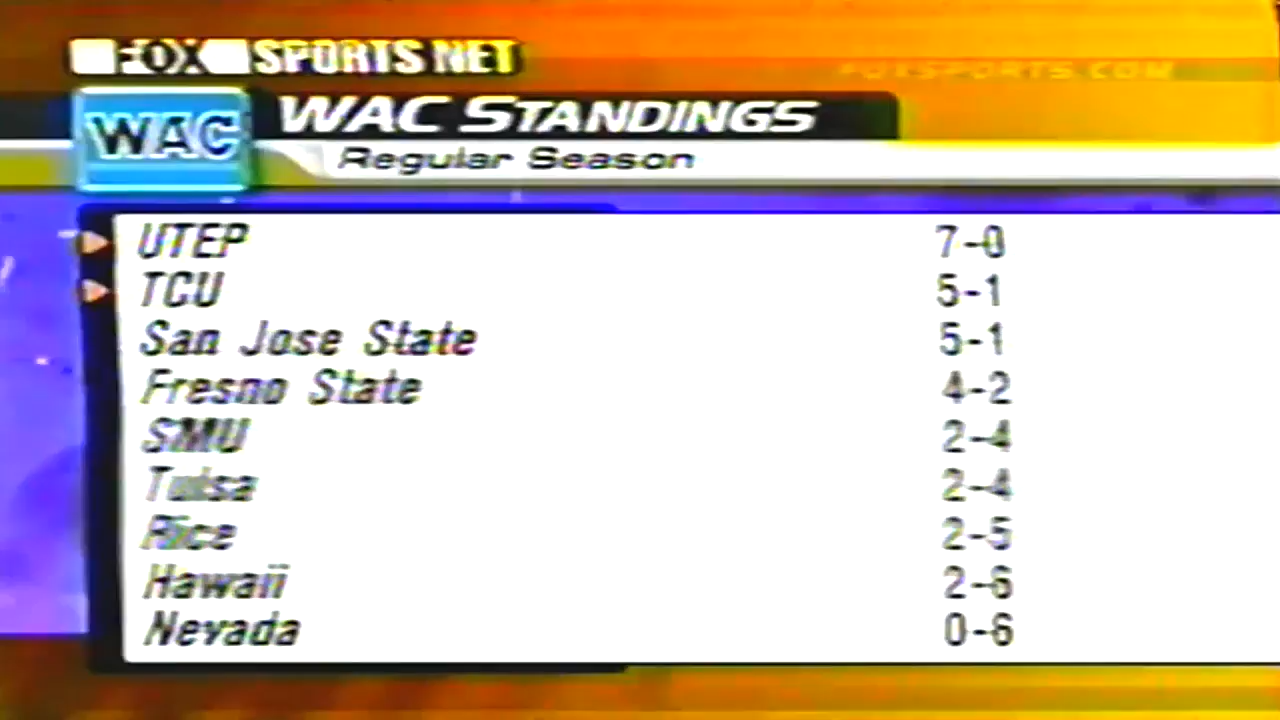 FOX SPORTS NET
FOXSPORTS.COM
WAC WAC STANDINGS
Regular Season
UTEP 7-0
TCU 5-1
San Jose State 5-1
Fresno State 4-2
SMU 2-4
Tulsa 2-4
Rice 2-5
Hawaii 2-6
Nevada 0-6